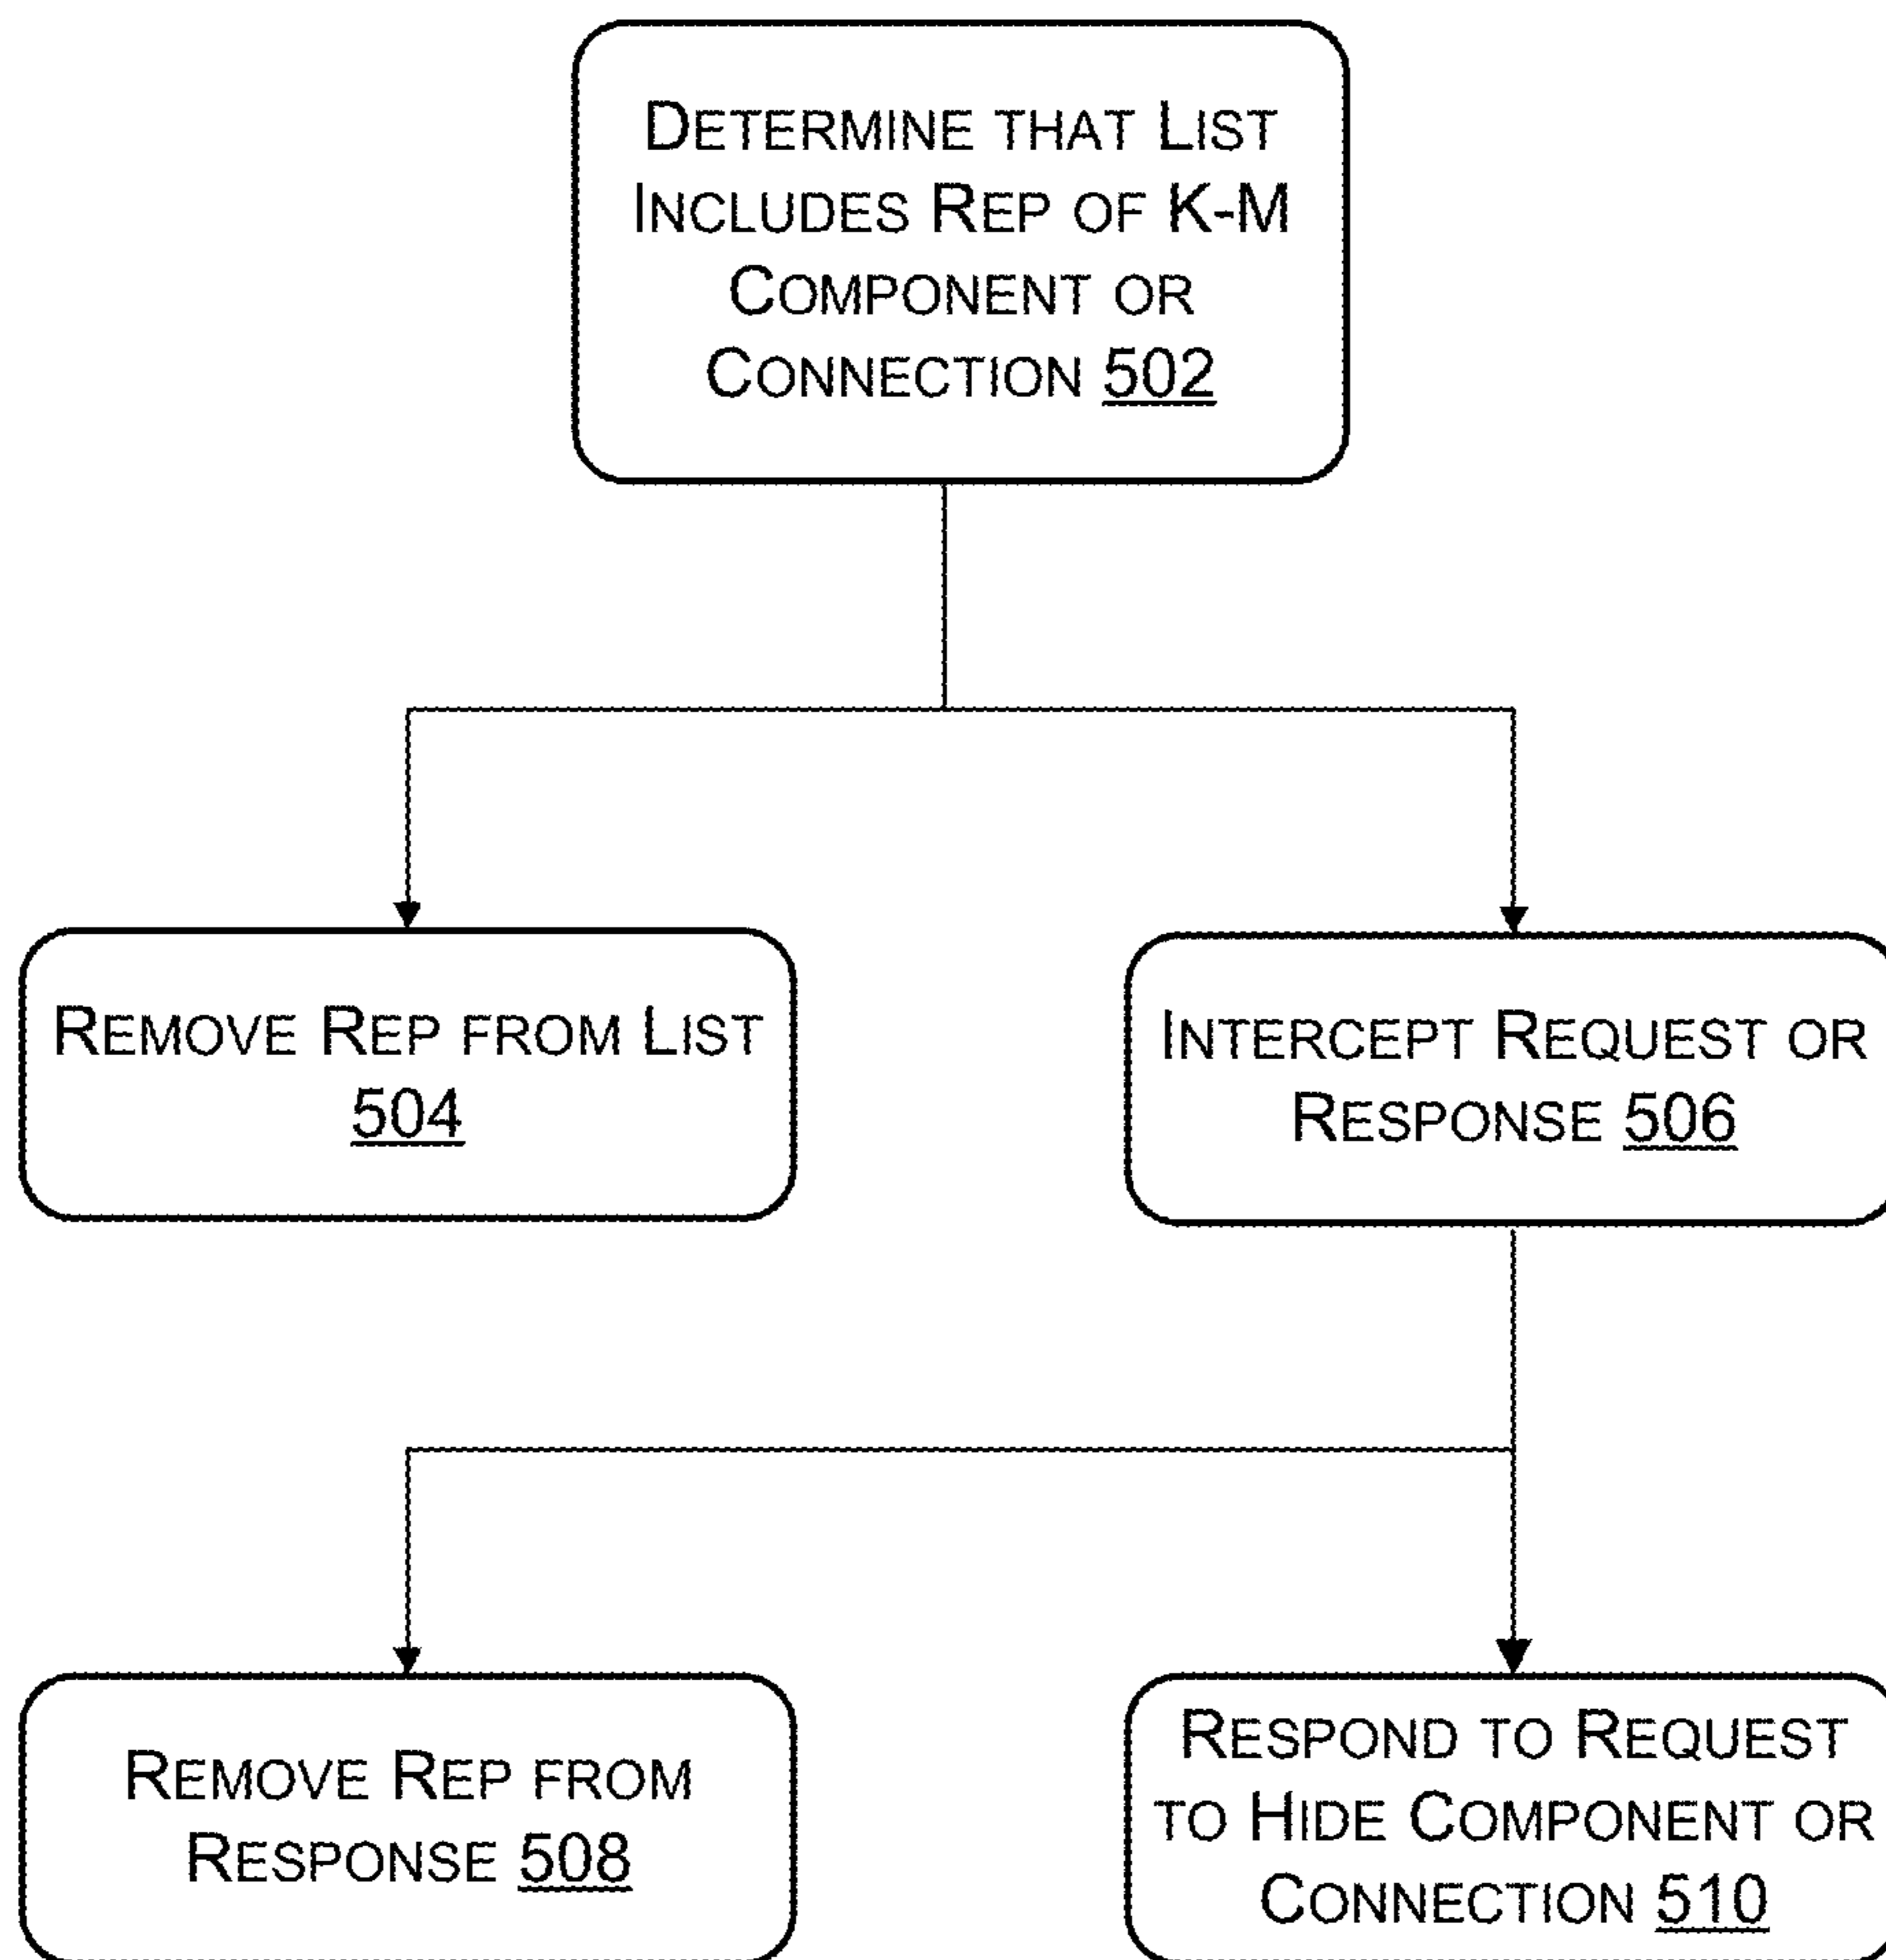 DETERMINE THAT LIST
INCLUDES REP OF K-M
COMPONENT OR
CONNECTION 502
REMOVE REP FROM LIST
504
INTERCEPT REQUEST OR
RESPONSE 506
REMOVE REP FROM
RESPONSE 508
RESPOND TO REQUEST
TO HIDE COMPONENT OR
CONNECTION 510